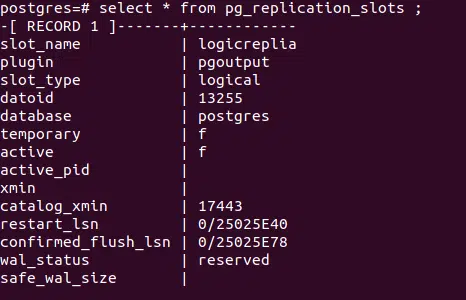 postgres=# select * from pg_replication_slots ;
-[ RECORD 1 ]-------+------------
slot_name           | logicreplia
plugin              | pgoutput
slot_type           | logical
datoid              | 13255
database            | postgres
temporary           | f
active              | f
active_pid          |
xmin                |
catalog_xmin        | 17443
restart_lsn         | 0/25025E40
confirmed_flush_lsn | 0/25025E78
wal_status          | reserved
safe_wal_size       |